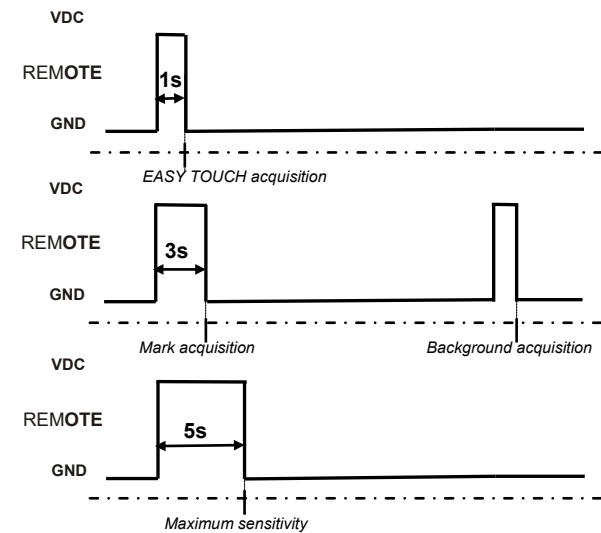 VDC
REMOTE
1s
GND
EASY TOUCH acquisition
VDC
REMOTE
3s
GND
Mark acquisition Background acquisition
VDC
REMOTE
5s
GND
Maximum sensitivity